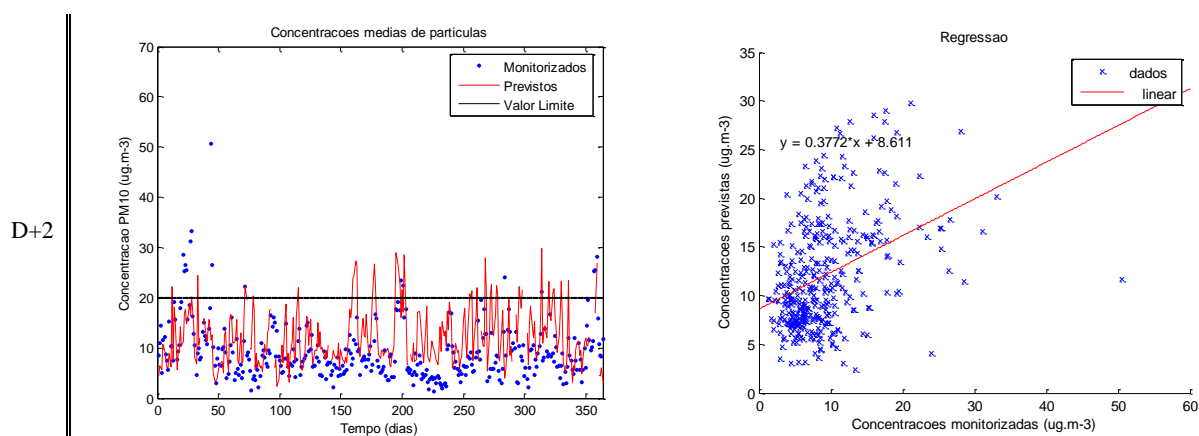 D+2
Concentracoes medias de particulas
Concentracao PM10 (ug.m-3)
70
60
50
40
30
20
10
0
0
50
100
150
200
250
300
350
Tempo (dias)
Monitorizados
Previstos
Valor Limite
Regressao
Concentracoes previstas (ug.m-3)
35
30
25
20
15
10
5
0
0
10
20
30
40
50
60
Concentracoes monitorizadas (ug.m-3)
dados
linear
y = 0.3772*x + 8.611